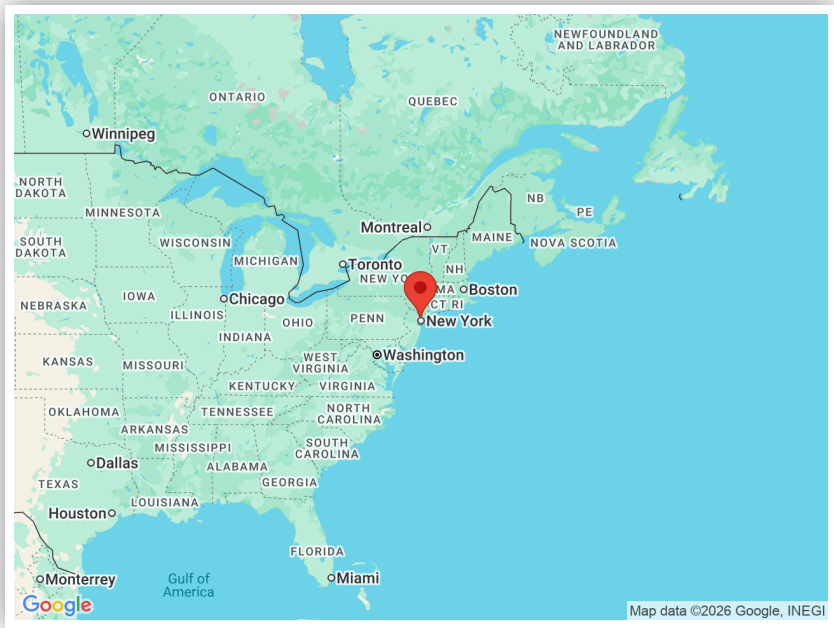 NEWFOUNDLAND
AND LABRADOR
ONTARIO
QUEBEC
Winnipeg
NORTH
DAKOTA
MINNESOTA
NB
PE
Montreal
MAINE
NOVA SCOTIA
SOUTH
DAKOTA
WISCONSIN
MICHIGAN
Toronto
VT
NH
NEW YO
MA
Boston
CT RI
NEBRASKA
IOWA
Chicago
ILLINOIS
INDIANA
OHIO
PENN
New York
Washington
KANSAS
MISSOURI
WEST
VIRGINIA
KENTUCKY
VIRGINIA
OKLAHOMA
ARKANSAS
TENNESSEE
NORTH
CAROLINA
MISSISSIPPI
SOUTH
CAROLINA
Dallas
ALABAMA
TEXAS
GEORGIA
LOUISIANA
Houston
FLORIDA
Monterrey
Gulf of
America
Miami
Google
Map data ©2026 Google, INEGI